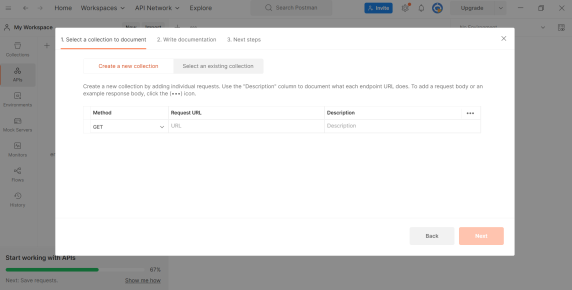 Home Workspaces API Network Explore Search Postman Invite Upgrade
My Workspace New Import No Environment
1. Select a collection to document 2. Write documentation 3. Next steps
Collections
Create a new collection Select an existing collection
APIs
Create a new collection by adding individual requests. Use the "Description" column to document what each endpoint URL does. To add a request body or an
example response body, click the (•••) icon.
Environments
Method Request URL Description
GET URL Description
Mock Servers
Monitors
Flows
History
Back Next
Start working with APIs
67%
Next: Save requests. Show me how